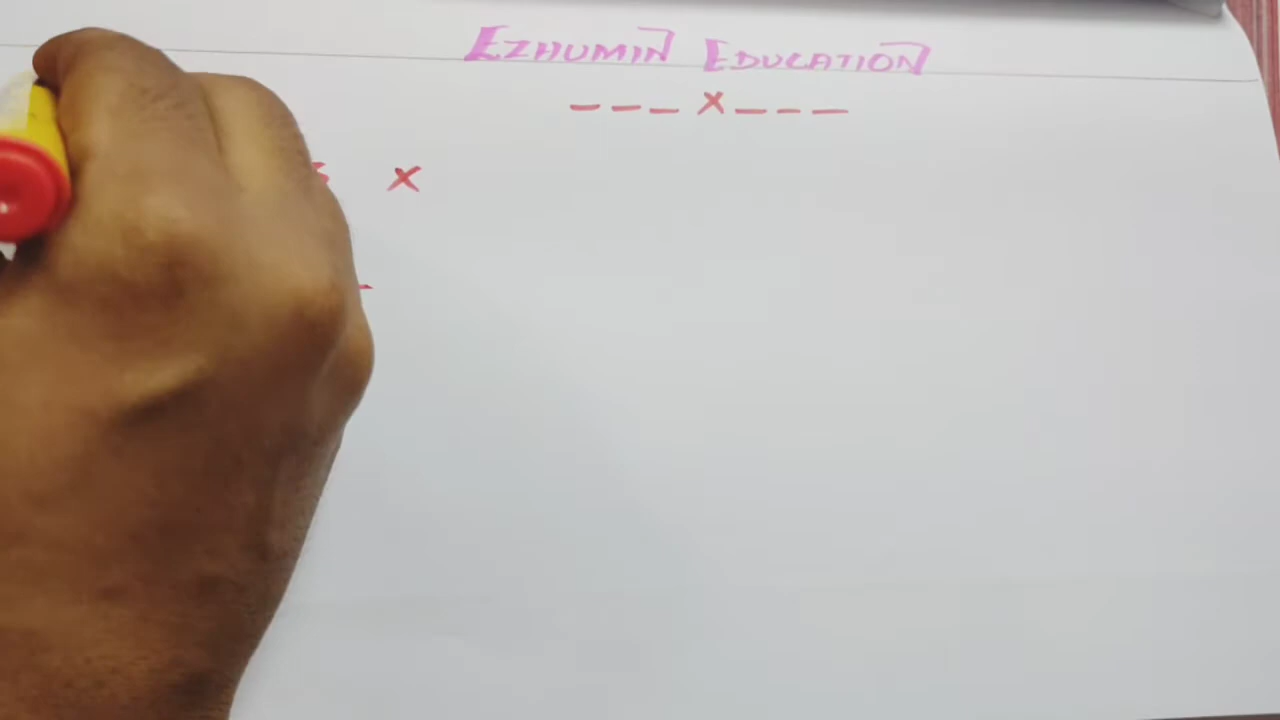 EZHUMIN EDUCATION
_ _ _ x _ _ _
x